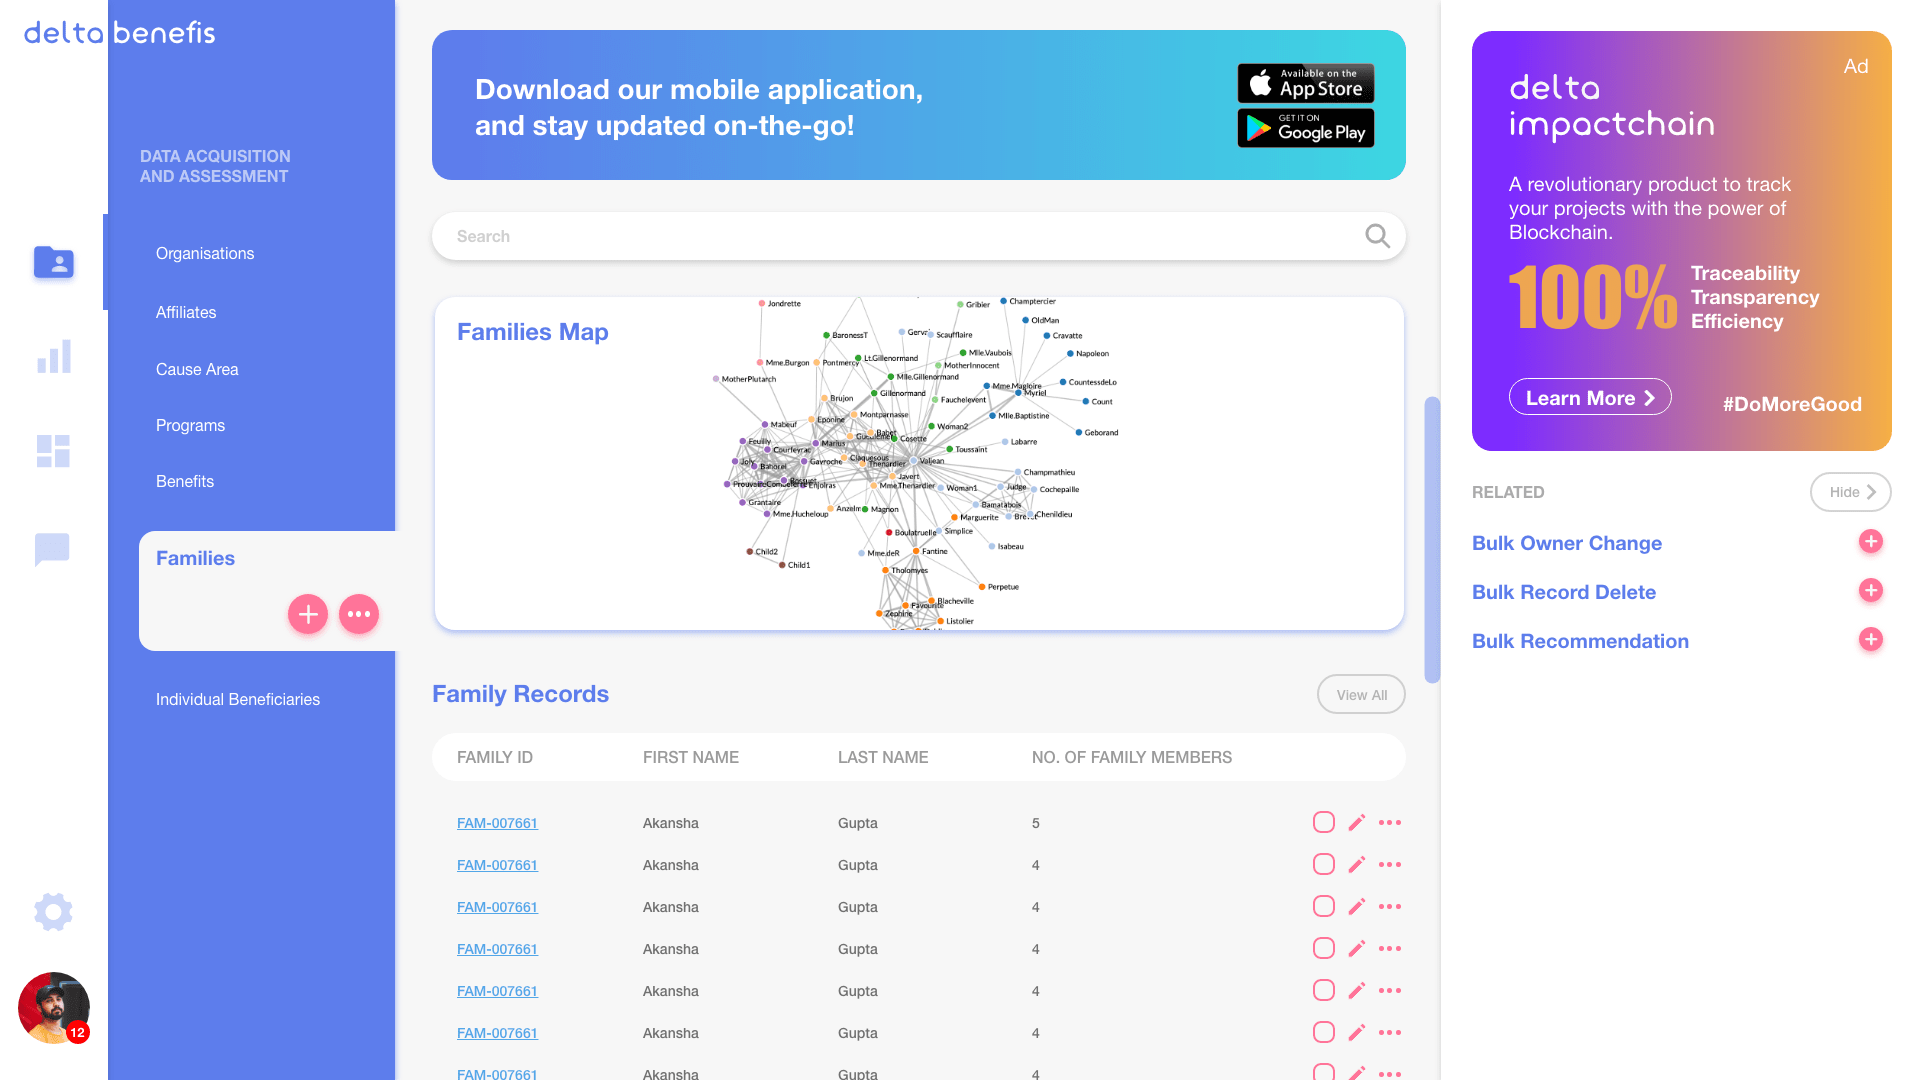 delta benefis
DATA ACQUISITION
AND ASSESSMENT
Organisations
Affiliates
Cause Area
Programs
Benefits
Families
Individual Beneficiaries
12
Download our mobile application,
and stay updated on-the-go!
Available on the
App Store
GET IT ON
Google Play
Search
Families Map
Jondrette
Gribier
Champtercier
OldMan
BaronessT
Scaufflaire
Cravatte
Mlle.Vaubois
Napoleon
Lt.Gillenormand
Mme.Burgon
Pontmercy
MotherInnocent
MotherPlutarch
Mlle.Gillenormand
CountessdeLo
Mme.Magloire
Myriel
Gillenormand
Brujon
Fauchelevent
Count
Montparnasse
Mlle.Baptistine
Eponine
Mabeuf
Woman2
Babet
Geborand
Cosette
Feuilly
Marius
Labarre
Courfeyrac
Toussaint
Claquesous
Valjean
Joly
Gavroche
Thenardier
Bahorel
Champmathieu
Javert
Bossuet
Enjolras
Mme.Thenardier
Woman1
Judge
Cochepaille
Grantaire
Bamatabois
Magnon
Mme.Hucheloup
Chenildieu
Marguerite
Boulatruelle
Simplice
Isabeau
Child2
Mme.deR
Fantine
Child1
Tholomyes
Perpetue
Blacheville
Favourite
Zephine
Listolier
Family Records
View All
FAMILY ID FIRST NAME LAST NAME NO. OF FAMILY MEMBERS
FAM-007661 Akansha Gupta 5
FAM-007661 Akansha Gupta 4
FAM-007661 Akansha Gupta 4
FAM-007661 Akansha Gupta 4
FAM-007661 Akansha Gupta 4
FAM-007661 Akansha Gupta 4
FAM-007661 Akansha Gupta 4
Ad
delta
impactchain
A revolutionary product to track
your projects with the power of
Blockchain.
100%
Traceability
Transparency
Efficiency
Learn More
#DoMoreGood
RELATED
Hide
Bulk Owner Change
Bulk Record Delete
Bulk Recommendation